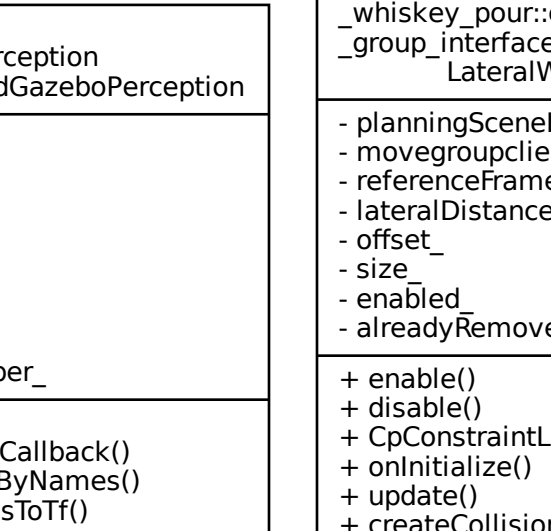 rception
dGazeboPerception
ber_
Callback()
ByNames()
sToTf()
_whiskey_pour::
_group_interface
LateralW
- planningScene
- movegroupclie
- referenceFrame
- lateralDistance
- offset_
- size_
- enabled_
- alreadyRemove
+ enable()
+ disable()
+ CpConstraintL
+ onInitialize()
+ update()
+ createCollision